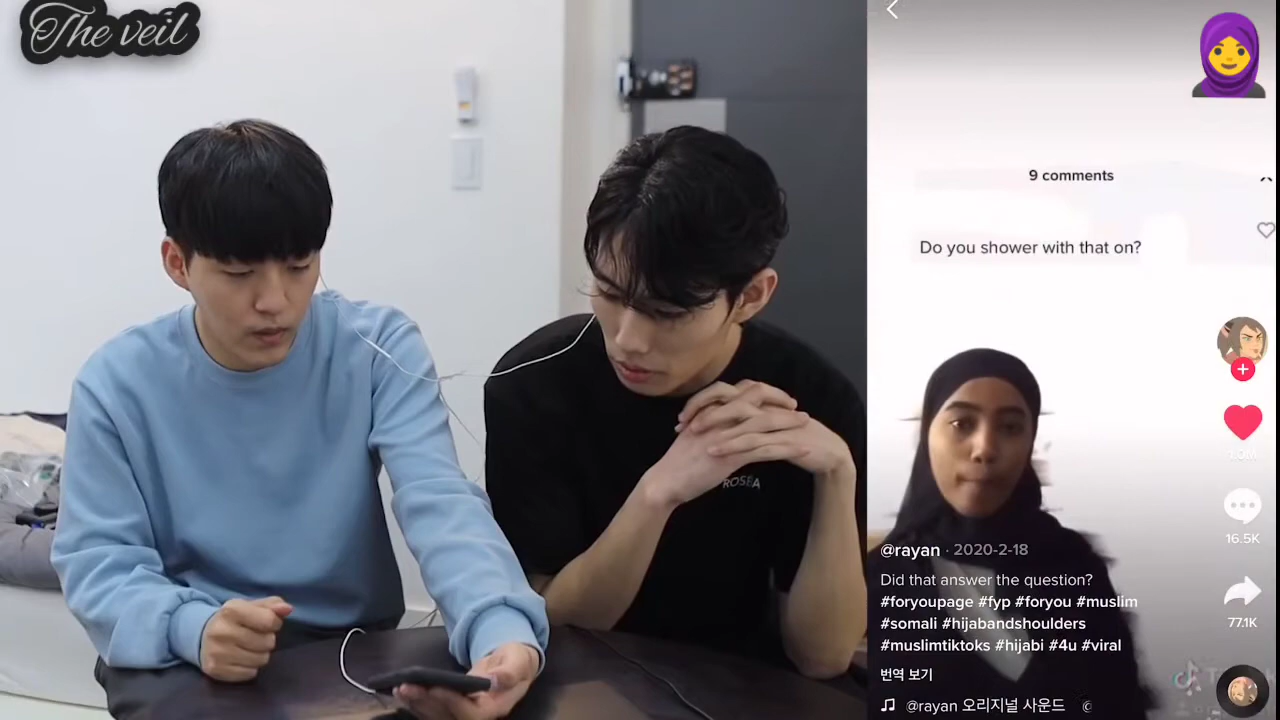 The veil
9 comments
Do you shower with that on?
ROSÉA
@rayan · 2020-2-18
Did that answer the question?
#foryoupage #fyp #foryou #muslim
#somali #hijabandshoulders
#muslimtiktoks #hijabi #4u #viral
번역 보기
@rayan 오리지널 사운드
16.5K
77.1K